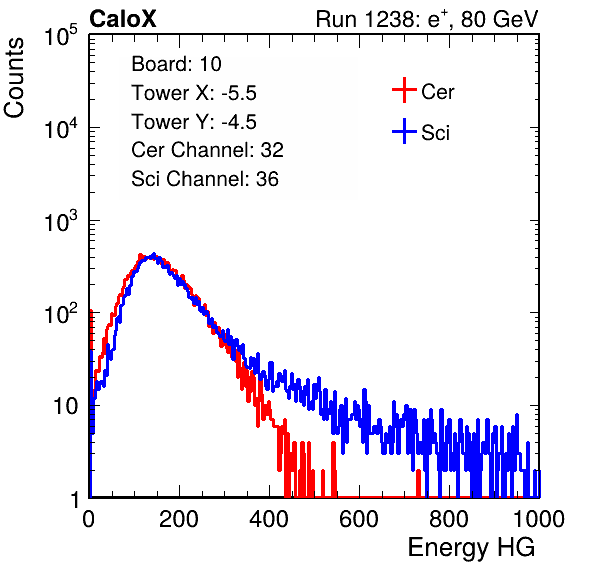 CaloX Run 1238: e⁺, 80 GeV
Counts
Board: 10
Tower X: -5.5
Tower Y: -4.5
Cer Channel: 32
Sci Channel: 36
Cer
Sci
10⁵
10⁴
10³
10²
10
1
0 200 400 600 800 1000
Energy HG